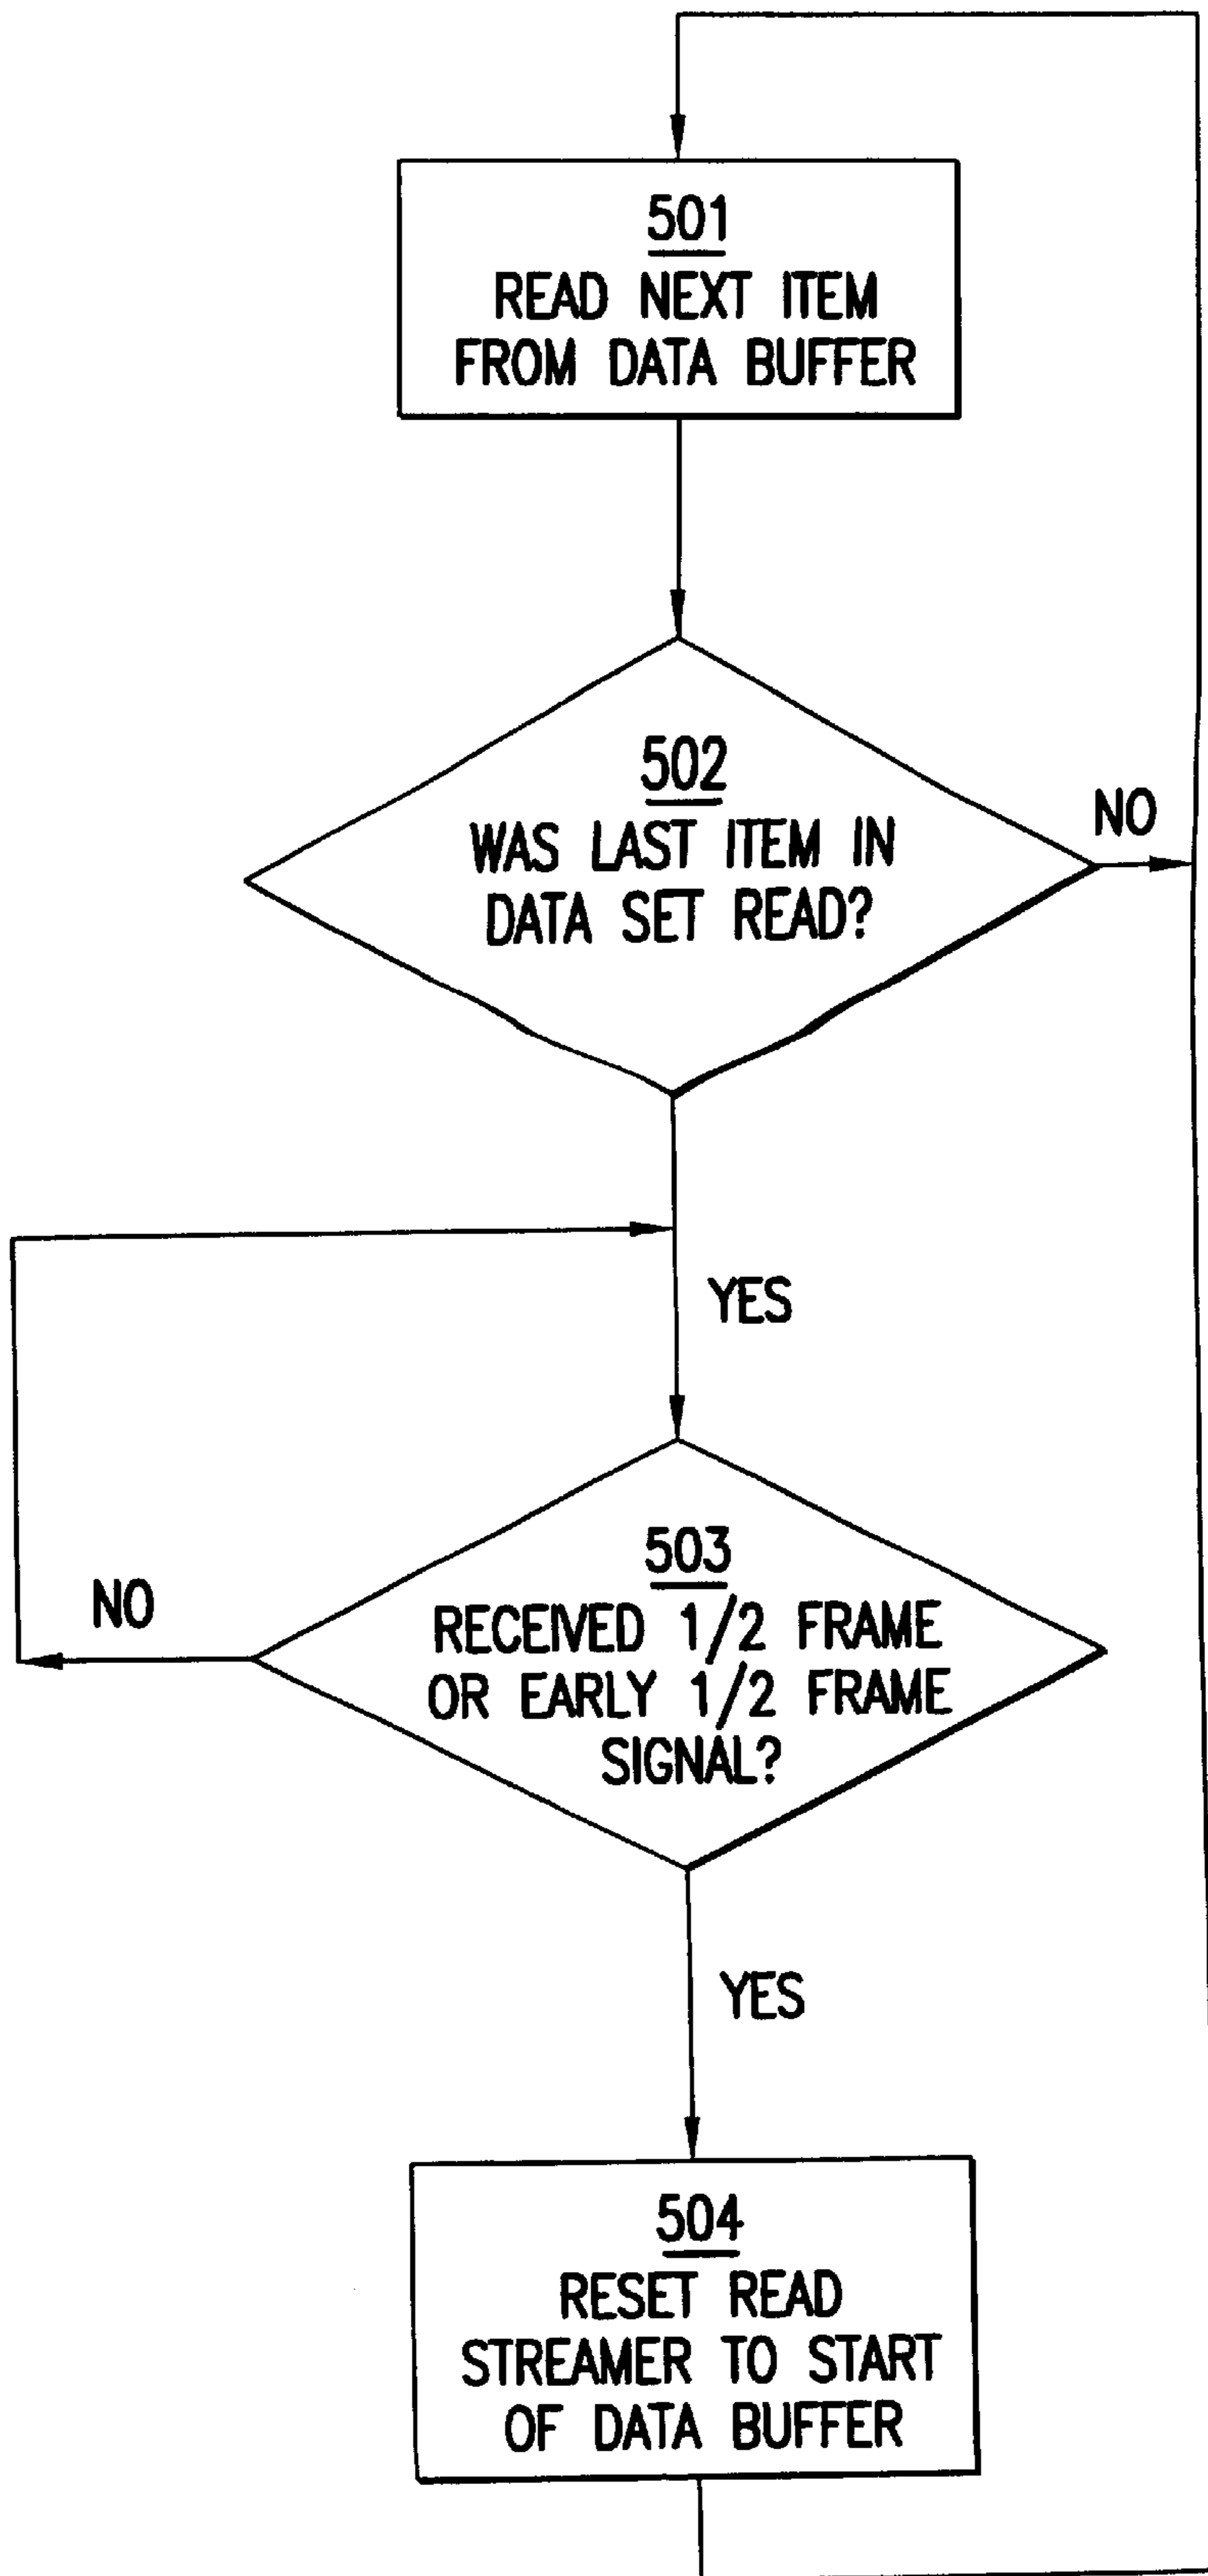 501
READ NEXT ITEM
FROM DATA BUFFER
502
WAS LAST ITEM IN
DATA SET READ?
NO
YES
503
RECEIVED 1/2 FRAME
OR EARLY 1/2 FRAME
SIGNAL?
NO
YES
504
RESET READ
STREAMER TO START
OF DATA BUFFER